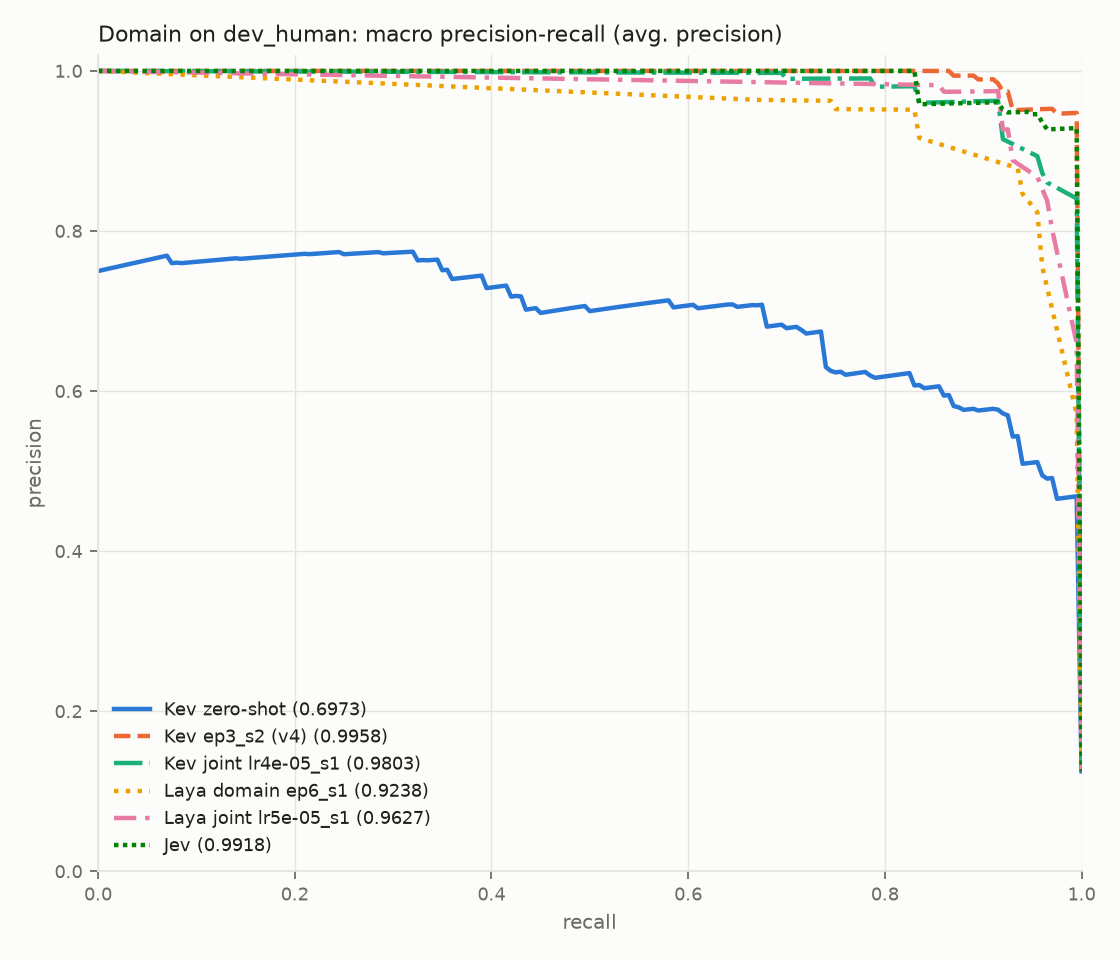 Domain on dev_human: macro precision-recall (avg. precision)
1.0
0.8
0.6
0.4
0.2
0.0
precision
Kev zero-shot (0.6973)
Kev ep3_s2 (v4) (0.9958)
Kev joint lr4e-05_s1 (0.9803)
Laya domain ep6_s1 (0.9238)
Laya joint lr5e-05_s1 (0.9627)
Jev (0.9918)
0.0 0.2 0.4 0.6 0.8 1.0
recall